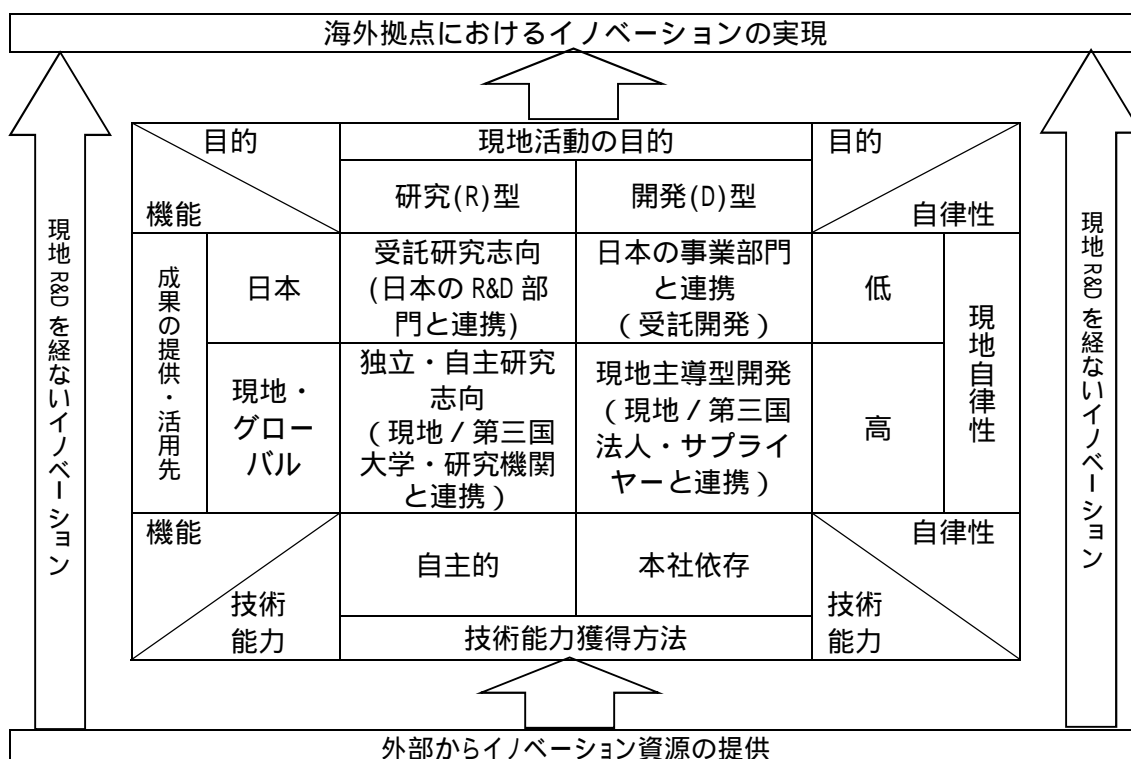 海外拠点におけるイノベーションの実現
目的
機能
現地活動の目的
研究(R)型
開発(D)型
目的
自律性
成果の提供・活用先
日本
受託研究志向
(日本の R&D 部
門と連携)
日本の事業部門
と連携
(受託開発)
低
現地自律性
現地・
グロー
バル
独立・自主研究
志向
(現地/第三国
大学・研究機関
と連携)
現地主導型開発
(現地/第三国
法人・サプライ
ヤーと連携)
高
機能
技術
能力
自主的
本社依存
自律性
技術
能力
技術能力獲得方法
現地 R&D を経ないイノベーション
現地 R&D を経ないイノベーション
外部からイノベーション資源の提供